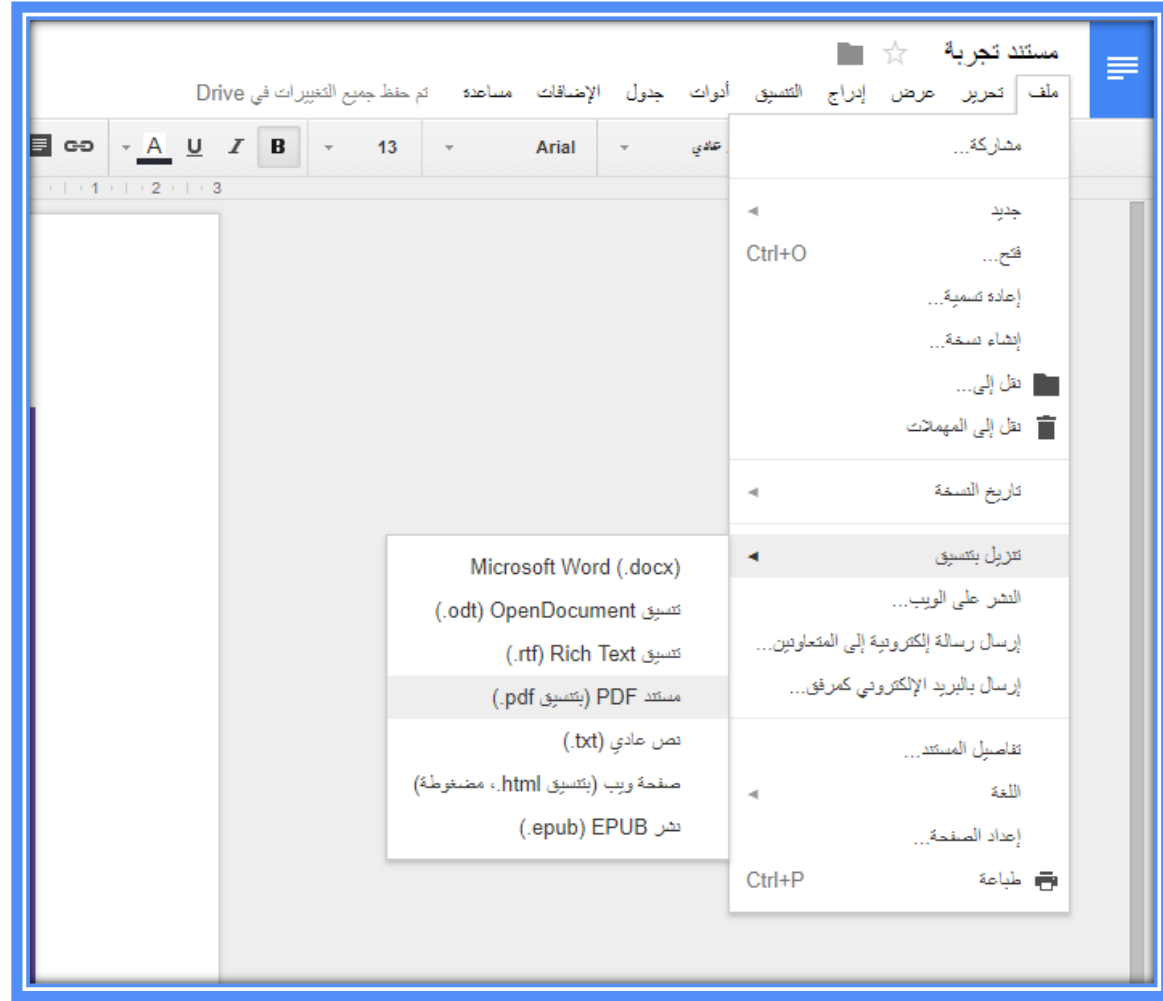 مستند تجربة
ملف تحرير عرض إدراج التنسيق أدوات جدول الإضافات مساعدة تم حفظ جميع التغييرات في Drive
عادي Arial 13 B I U A
3 2 1
مشاركة...
جديد
فتح... Ctrl+O
إعادة تسمية...
إنشاء نسخة...
نقل إلى...
نقل إلى المهملات
تاريخ النسخة
تنزيل بتنسيق
النشر على الويب...
إرسال رسالة إلكترونية إلى المتعاونين...
إرسال بالبريد الإلكتروني كمرفق...
تفاصيل المستند...
اللغة
إعداد الصفحة...
طباعة Ctrl+P
Microsoft Word (.docx)
تنسيق OpenDocument (.odt)
تنسيق Rich Text (.rtf)
مستند PDF (بتنسيق pdf.)
نص عادي (txt.)
صفحة ويب (بتنسيق html.، مضغوطة)
نشر EPUB (.epub)